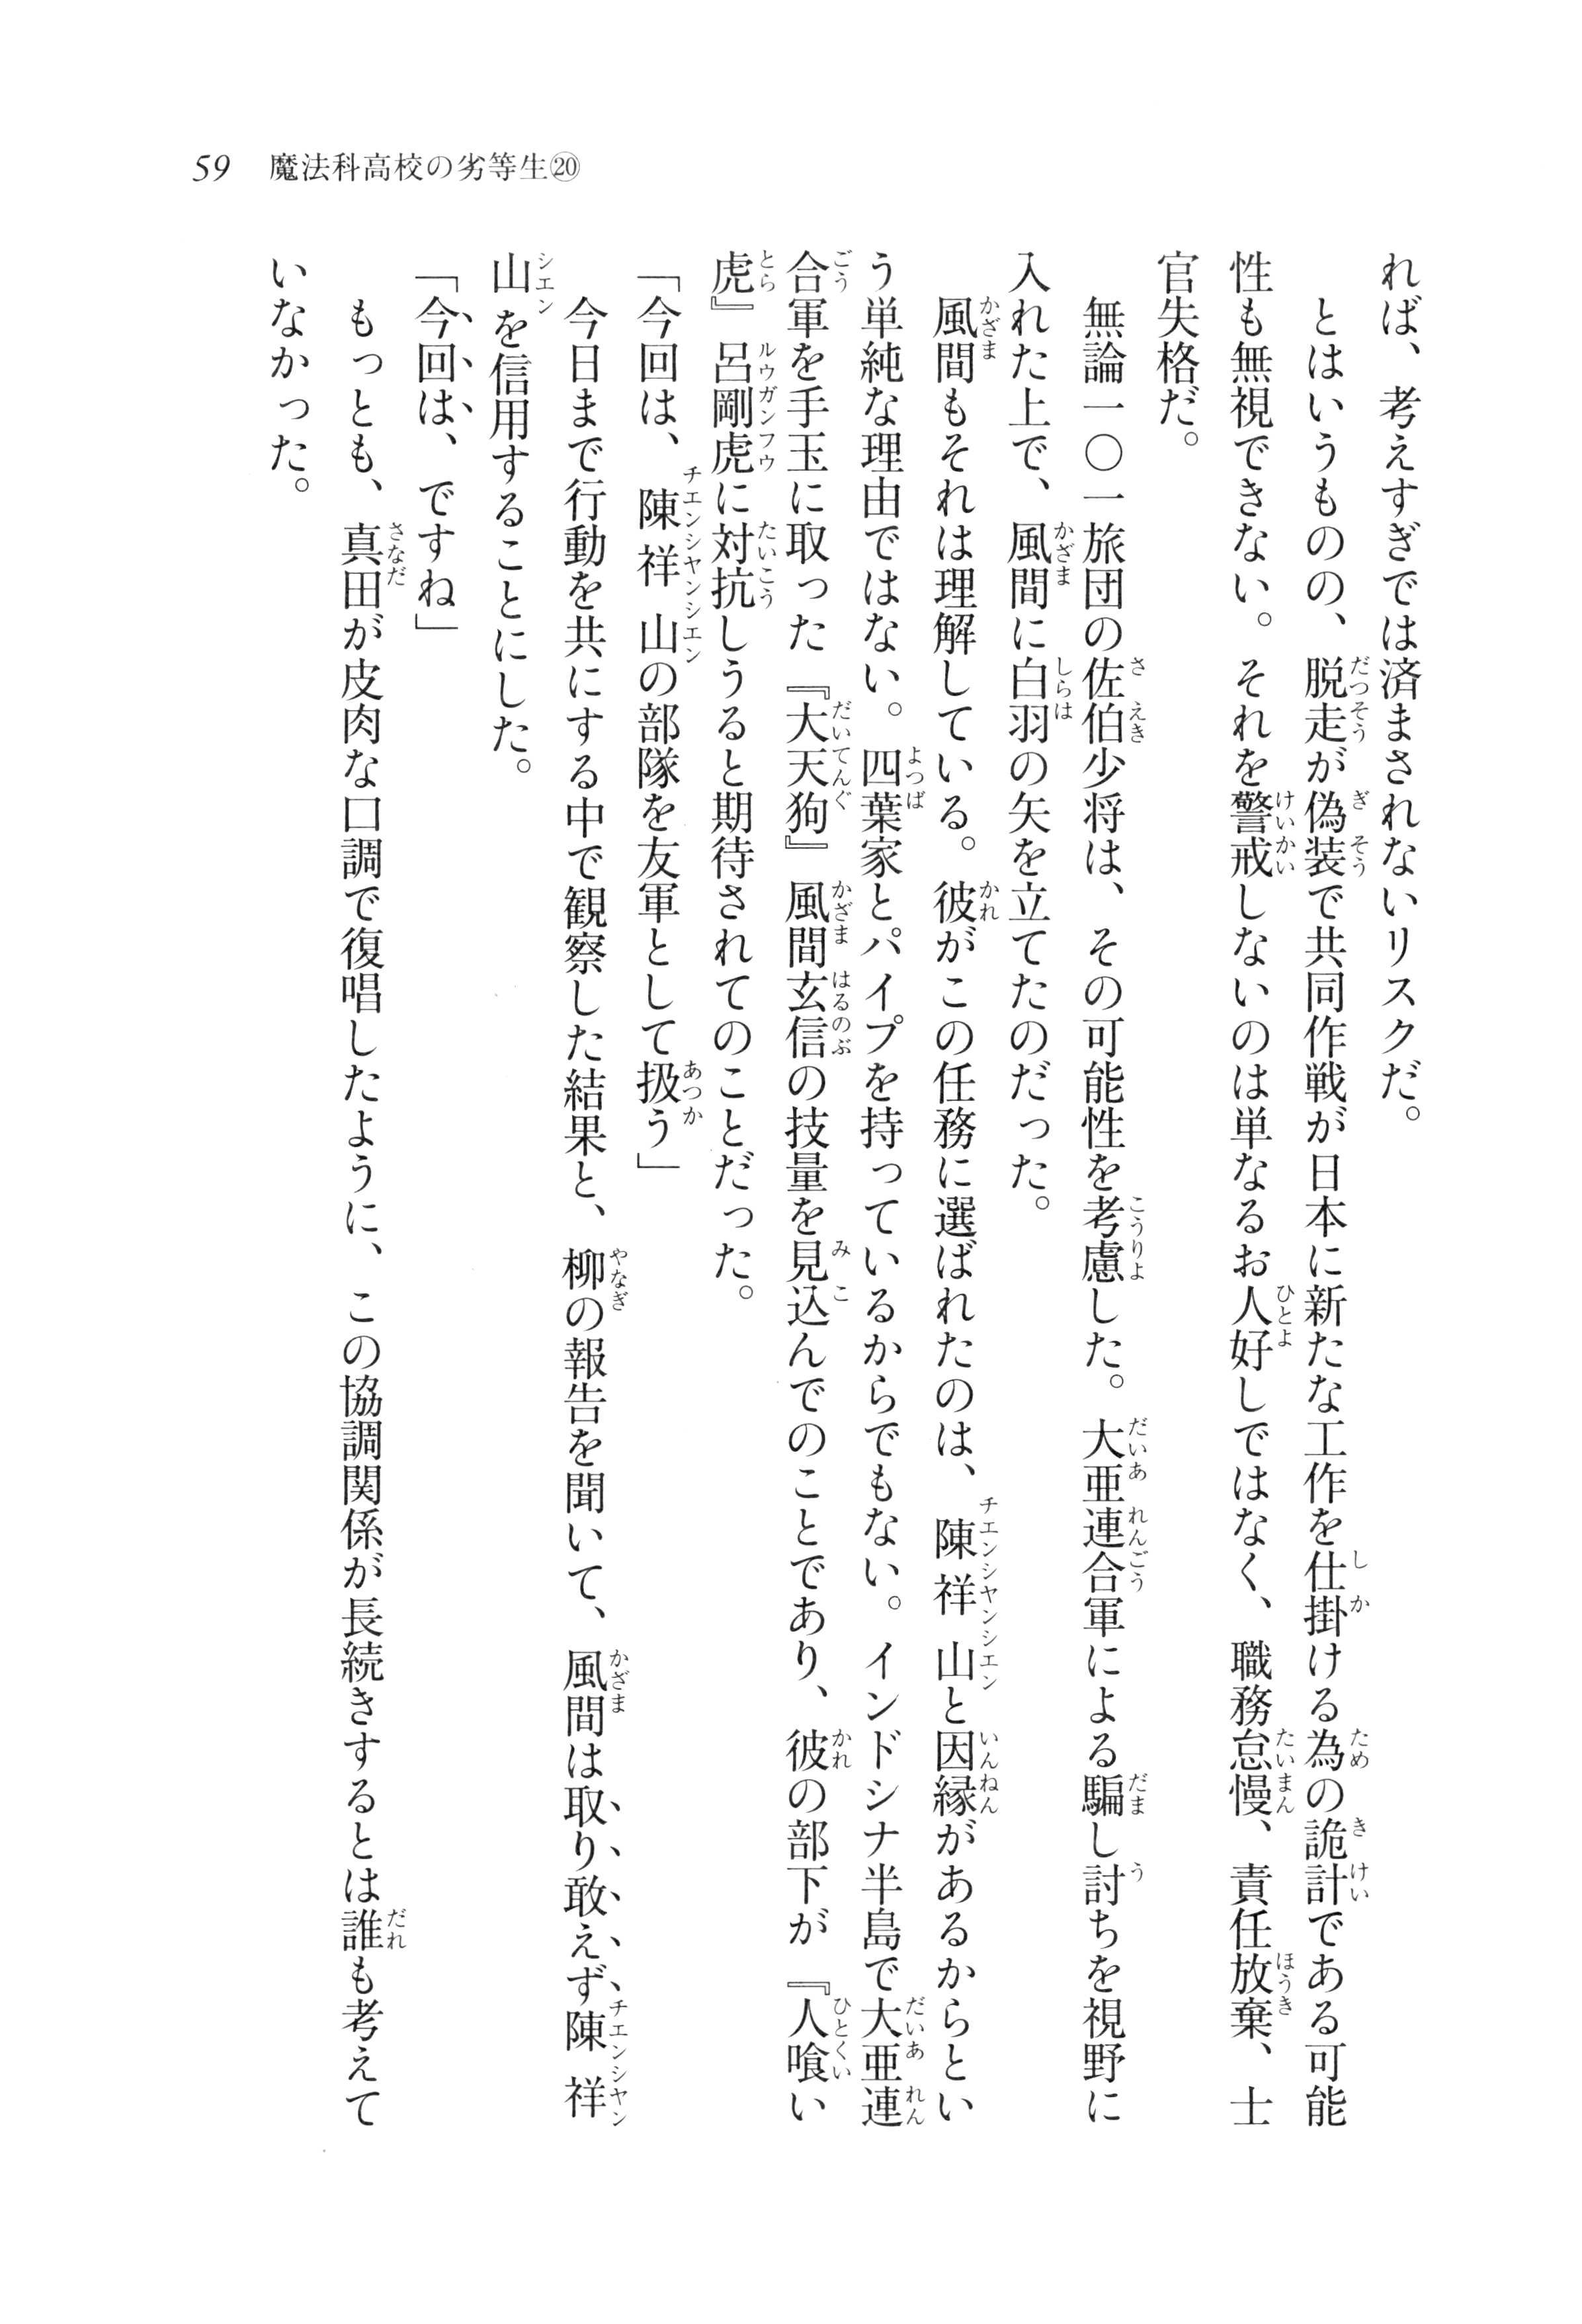 59 魔法科高校の劣等生⑳
れば、考えすぎでは済まされないリスクだ。
とはいうものの、脱走が偽装で共同作戦が日本に新たな工作を仕掛ける為の詭計である可能
性も無視できない。それを警戒しないのは単なるお人好しではなく、職務怠慢、責任放棄、士
官失格だ。
無論一〇一旅団の佐伯少将は、その可能性を考慮した。大亜連合軍による騙し討ちを視野に
入れた上で、風間に白羽の矢を立てたのだった。
風間もそれは理解している。彼がこの任務に選ばれたのは、陳祥山と因縁があるからとい
う単純な理由ではない。四葉家とパイプを持っているからでもない。インドシナ半島で大亜連
合軍を手玉に取った『大天狗』風間玄信の技量を見込んでのことであり、彼の部下が『人喰い
虎』呂剛虎に対抗しうると期待されてのことだった。
「今回は、陳祥山の部隊を友軍として扱う」
今日まで行動を共にする中で観察した結果と、柳の報告を聞いて、風間は取り敢えず陳祥
山を信用することにした。
「今回は、ですね」
もっとも、真田が皮肉な口調で復唱したように、この協調関係が長続きするとは誰も考えて
いなかった。